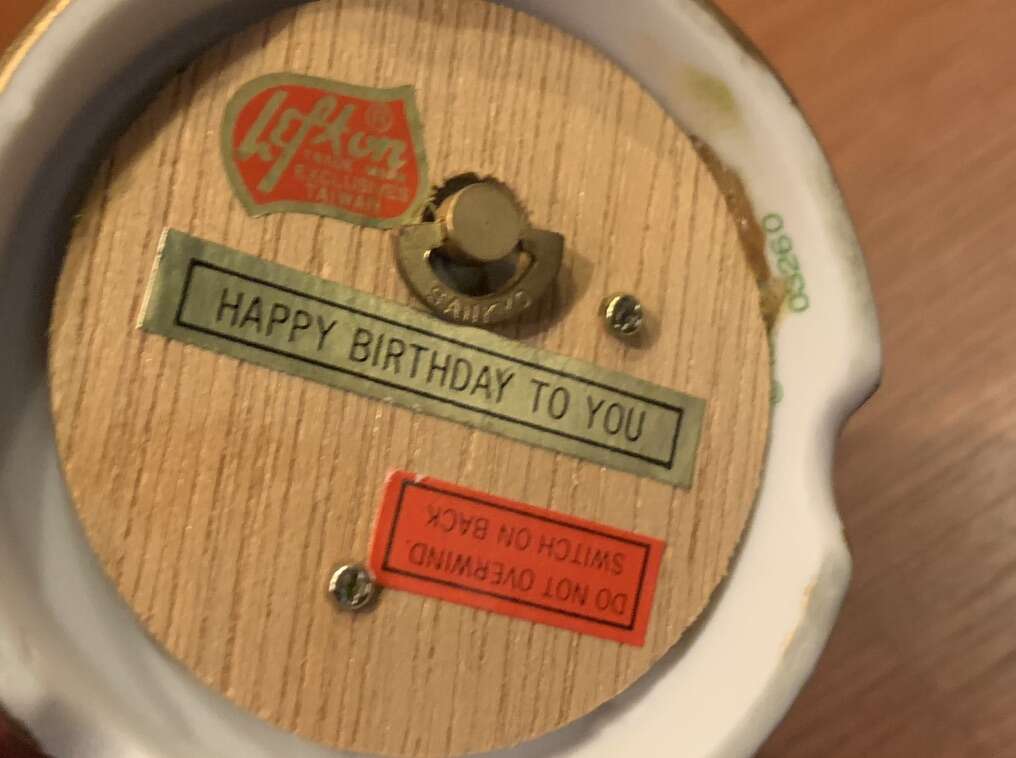 Lefton ®
TRADE MARK
EXCLUSIVES
TAIWAN
SANKYO
03260
HAPPY BIRTHDAY TO YOU
DO NOT OVERWIND.
SWITCH ON BACK